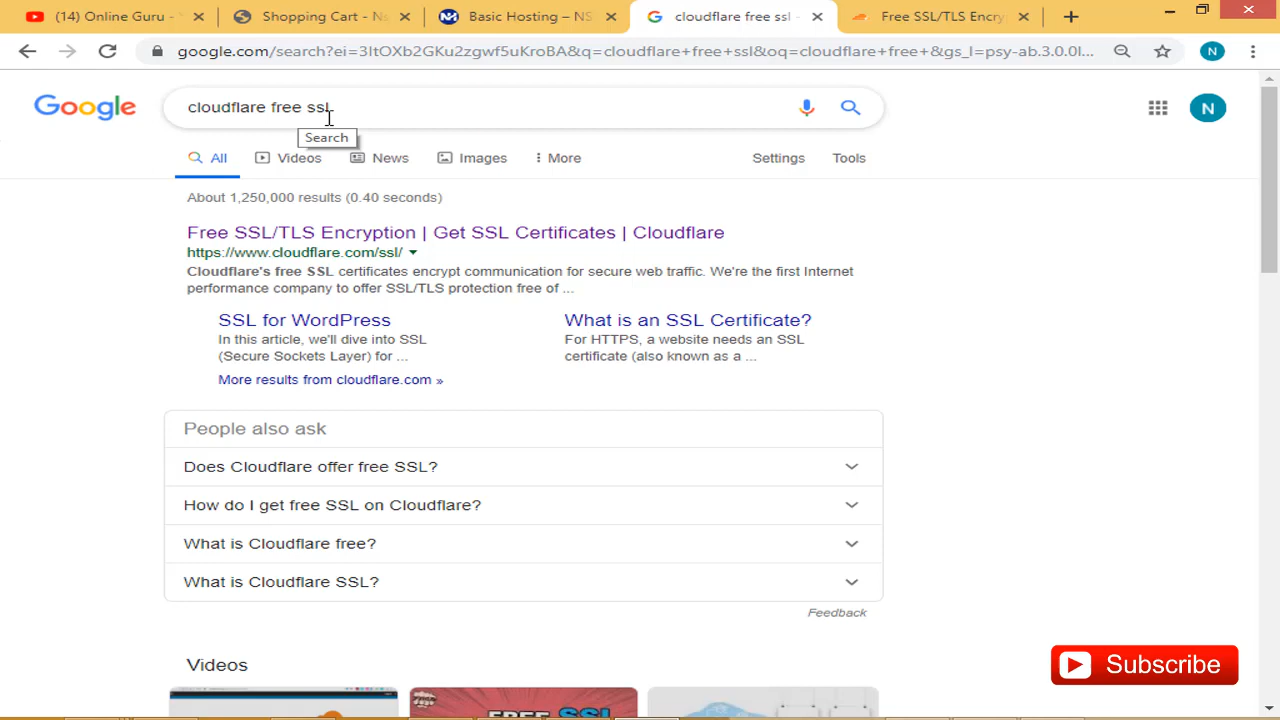 (14) Online Guru -
Shopping Cart - Ns
Basic Hosting – NS
cloudflare free ssl -
Free SSL/TLS Encry
google.com/search?ei=3ItOXb2GKu2zgwf5uKroBA&q=cloudflare+free+ssl&oq=cloudflare+free+&gs_l=psy-ab.3.0.0l...
N
Google
cloudflare free ssl
N
Search
All
Videos
News
Images
More
Settings
Tools
About 1,250,000 results (0.40 seconds)
Free SSL/TLS Encryption | Get SSL Certificates | Cloudflare
https://www.cloudflare.com/ssl/
Cloudflare's free SSL certificates encrypt communication for secure web traffic. We're the first Internet
performance company to offer SSL/TLS protection free of ...
SSL for WordPress
In this article, we'll dive into SSL
(Secure Sockets Layer) for ...
What is an SSL Certificate?
For HTTPS, a website needs an SSL
certificate (also known as a ...
More results from cloudflare.com »
People also ask
Does Cloudflare offer free SSL?
How do I get free SSL on Cloudflare?
What is Cloudflare free?
What is Cloudflare SSL?
Feedback
Videos
Subscribe
FREE SSL